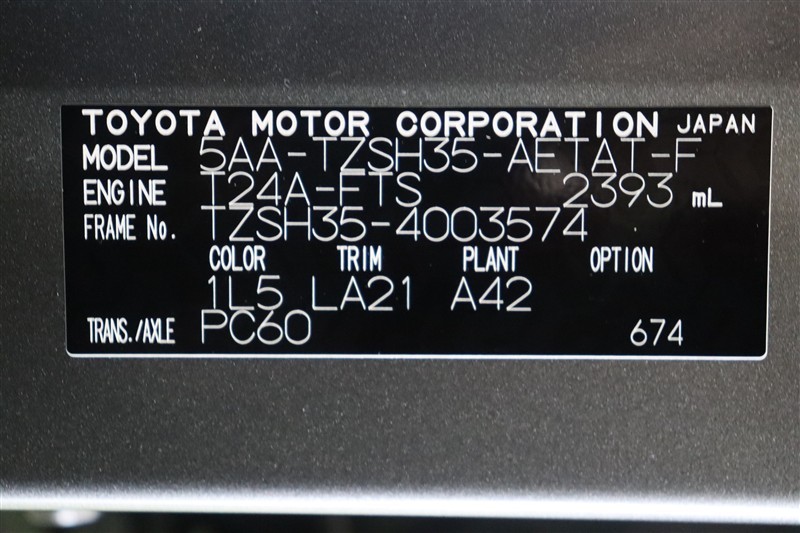 TOYOTA MOTOR CORPORATION JAPAN
MODEL 5AA-TZSH35-AETAT-F
ENGINE T24A-FTS 2393 mL
FRAME No. TZSH35-4003574
COLOR TRIM PLANT OPTION
1L5 LA21 A42
TRANS./AXLE PC60 674